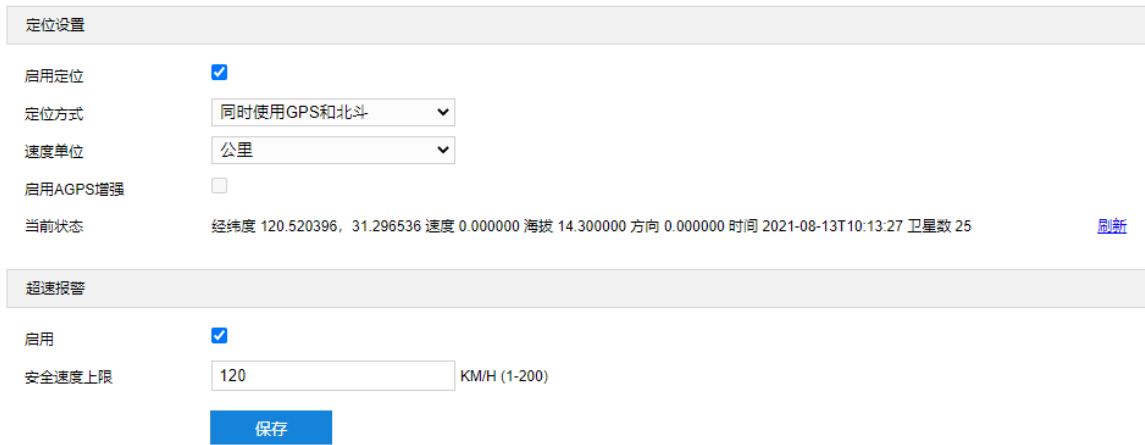 定位设置
启用定位
定位方式 同时使用GPS和北斗
速度单位 公里
启用AGPS增强
当前状态 经纬度 120.520396，31.296536 速度 0.000000 海拔 14.300000 方向 0.000000 时间 2021-08-13T10:13:27 卫星数 25 刷新
超速报警
启用
安全速度上限 120 KM/H (1-200)
保存